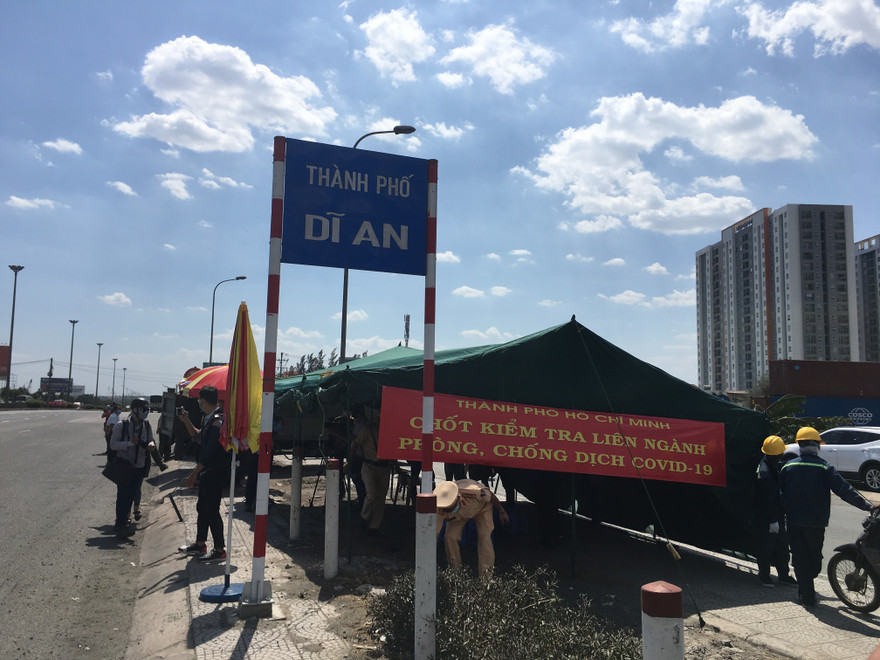 THÀNH PHỐ
DĨ AN
THÀNH PHỐ HỒ CHÍ MINH
CHỐT KIỂM TRA LIÊN NGÀNH
PHÒNG, CHỐNG DỊCH COVID-19
COSCO